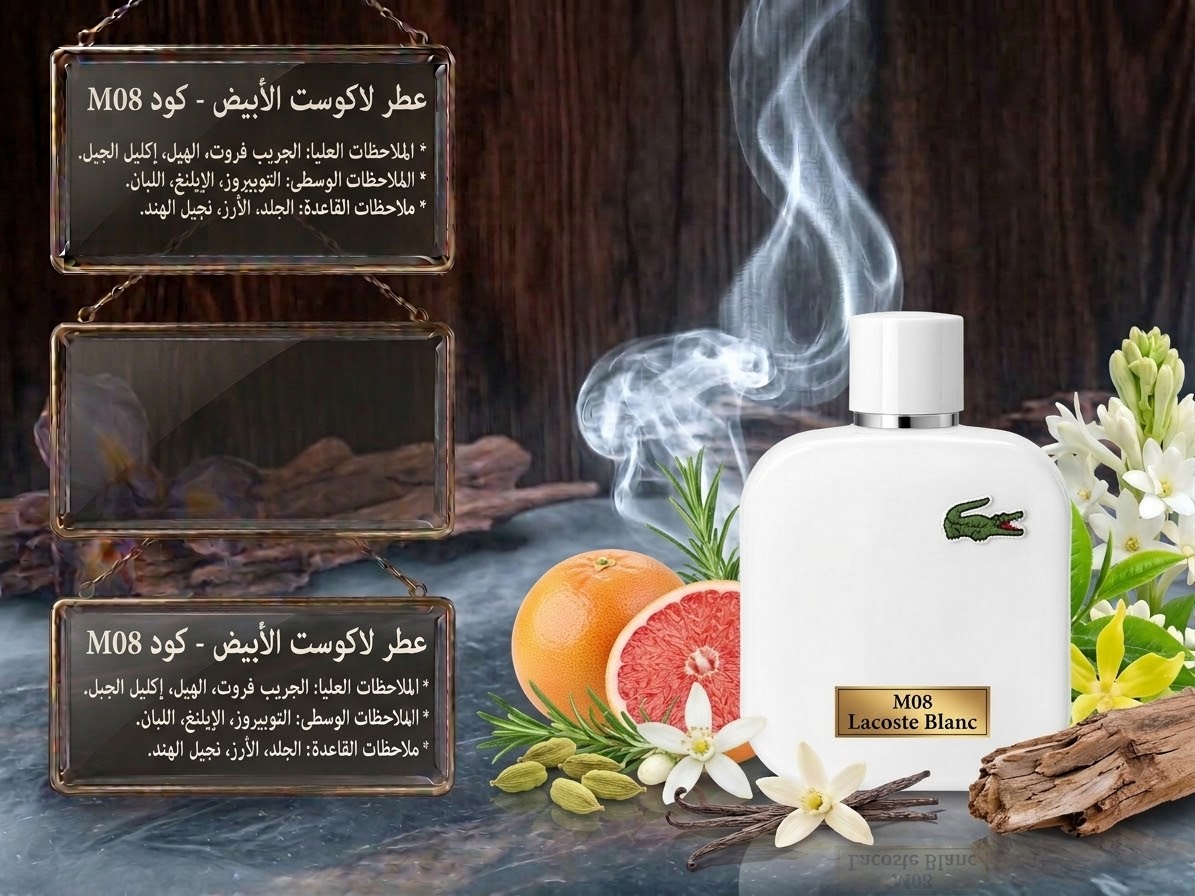 عطر لاكوست الأبيض - كود M08
* الملاحظات العليا: الجريب فروت، الهيل، إكليل الجيل.
* الملاحظات الوسطى: التوبيروز، الإيلنغ، اللبان.
* ملاحظات القاعدة: الجلد، الأرز، نجيل الهند.
عطر لاكوست الأبيض - كود M08
* الملاحظات العليا: الجريب فروت، الهيل، إكليل الجبل.
* الملاحظات الوسطى: التوبيروز، الإيلنغ، اللبان.
* ملاحظات القاعدة: الجلد، الأرز، نجيل الهند.
M08
Lacoste Blanc